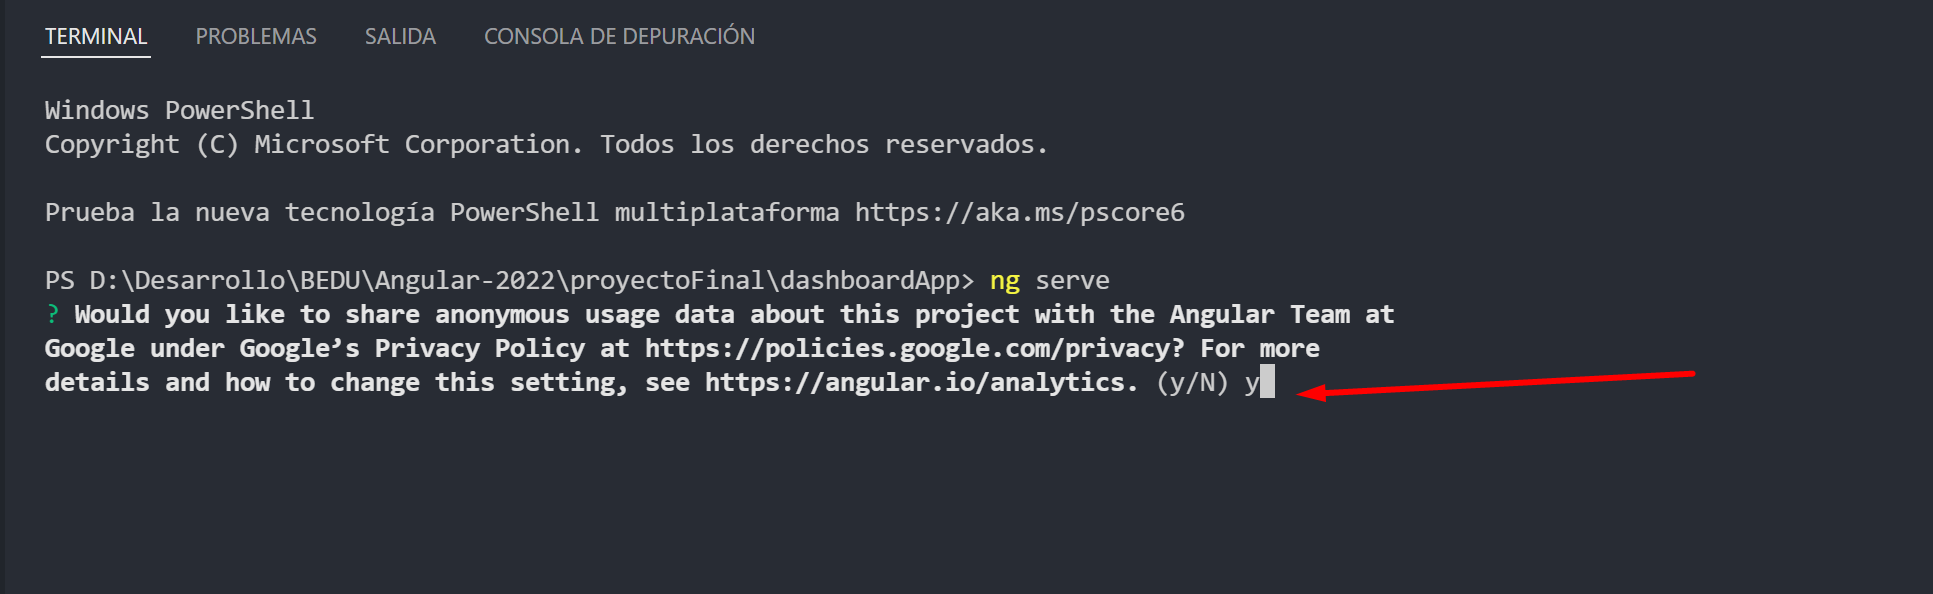 TERMINAL PROBLEMAS SALIDA CONSOLA DE DEPURACIÓN
Windows PowerShell
Copyright (C) Microsoft Corporation. Todos los derechos reservados.
Prueba la nueva tecnología PowerShell multiplataforma https://aka.ms/pscore6
PS D:\Desarrollo\BEDU\Angular-2022\proyectoFinal\dashboardApp> ng serve
? Would you like to share anonymous usage data about this project with the Angular Team at
Google under Google’s Privacy Policy at https://policies.google.com/privacy? For more
details and how to change this setting, see https://angular.io/analytics. (y/N) y